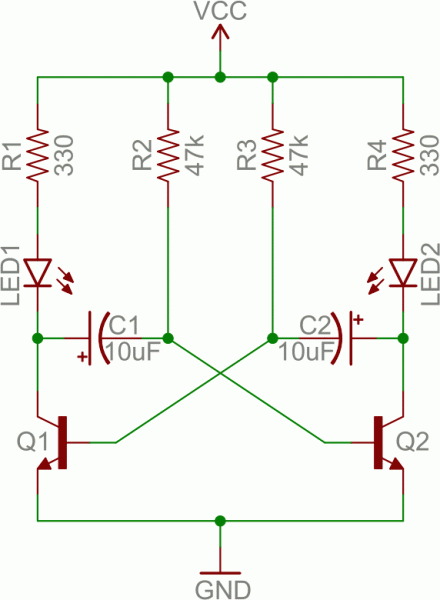 VCC
R1
330
R2
47k
R3
47k
R4
330
LED1
LED2
C1
10uF
+
C2
10uF
+
Q1
Q2
GND